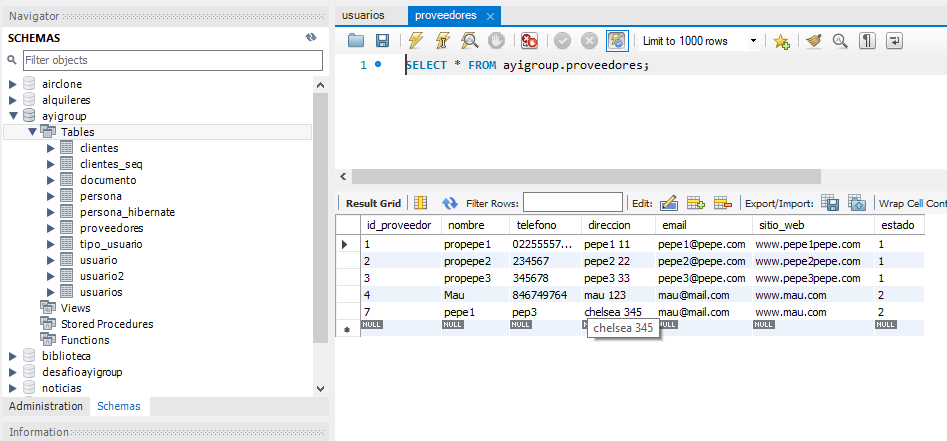 Navigator
SCHEMAS
Filter objects
airclone
alquileres
ayigroup
Tables
clientes
clientes_seq
documento
persona
persona_hibernate
proveedores
tipo_usuario
usuario
usuario2
usuarios
Views
Stored Procedures
Functions
biblioteca
desafioayigroup
noticias
Administration Schemas
Information
usuarios proveedores
Limit to 1000 rows
1 SELECT * FROM ayigroup.proveedores;
Result Grid Filter Rows: Edit: Export/Import: Wrap Cell Cont
id_proveedor nombre telefono direccion email sitio_web estado
1 propepe1 02255557... pepe1 11 pepe1@pepe.com www.pepe1pepe.com 1
2 propepe2 234567 pepe2 22 pepe2@pepe.com www.pepe2pepe.com 1
3 propepe3 345678 pepe3 33 pepe3@pepe.com www.pepe3pepe.com 1
4 Mau 846749764 mau 123 mau@mail.com www.mau.com 2
7 pepe1 pep3 chelsea 345 mau@mail.com www.mau.com 2
NULL NULL NULL NULL NULL NULL
chelsea 345